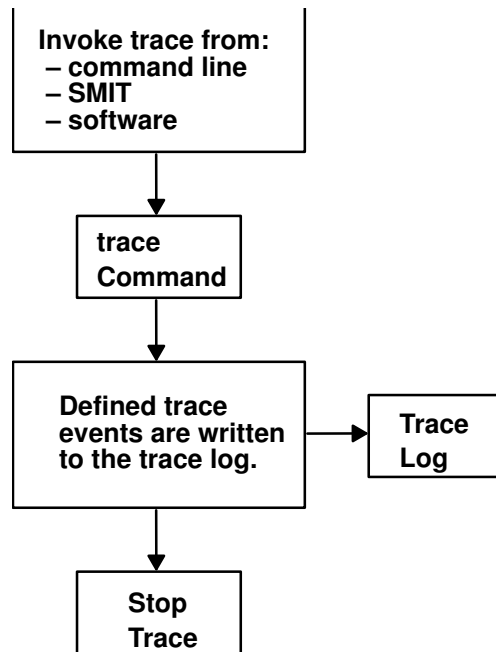 Invoke trace from:
– command line
– SMIT
– software
trace
Command
Defined trace
events are written
to the trace log.
Trace
Log
Stop
Trace